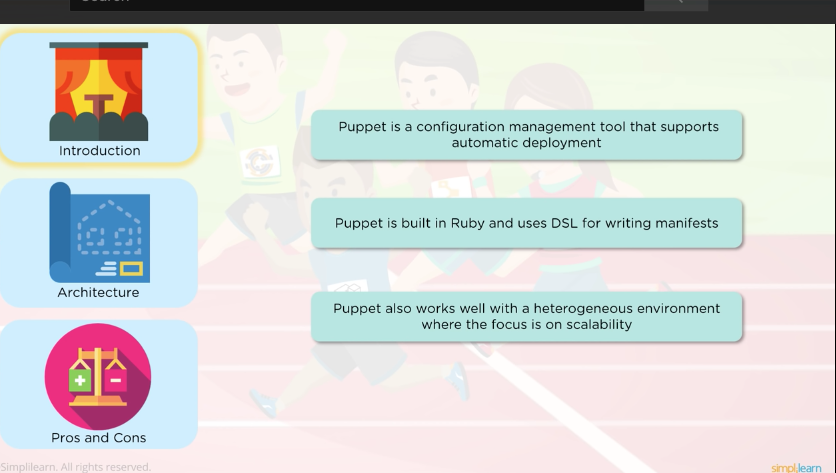 Introduction
Puppet is a configuration management tool that supports
automatic deployment
Architecture
Puppet is built in Ruby and uses DSL for writing manifests
Puppet also works well with a heterogeneous environment
where the focus is on scalability
Pros and Cons
Simplilearn. All rights reserved.
simplilearn